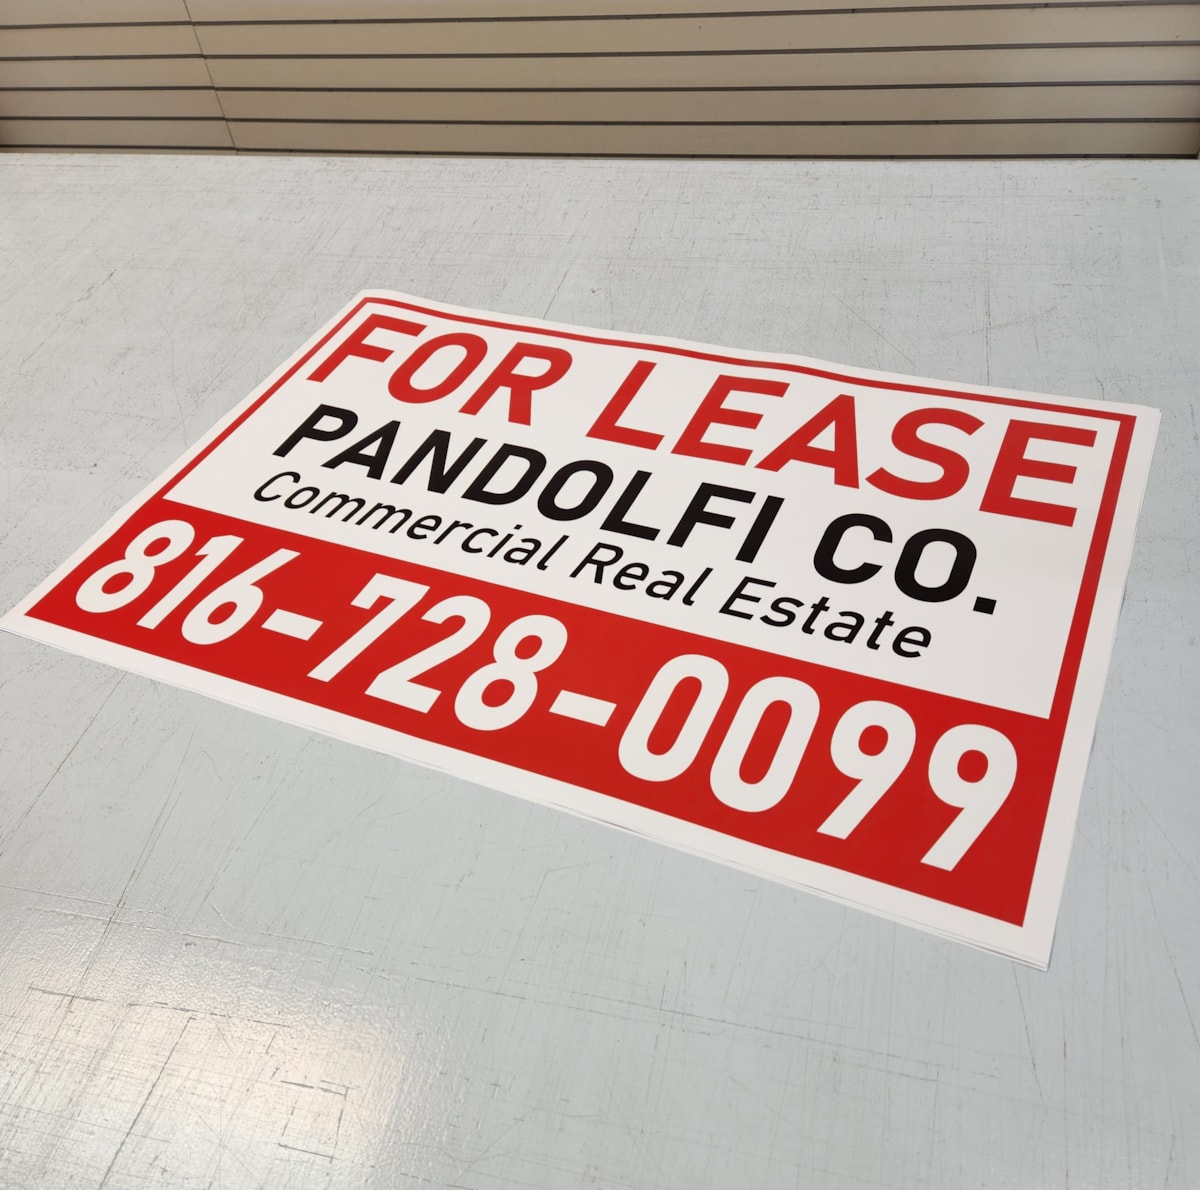 FOR LEASE
PANDOLFI CO.
Commercial Real Estate
816-728-0099